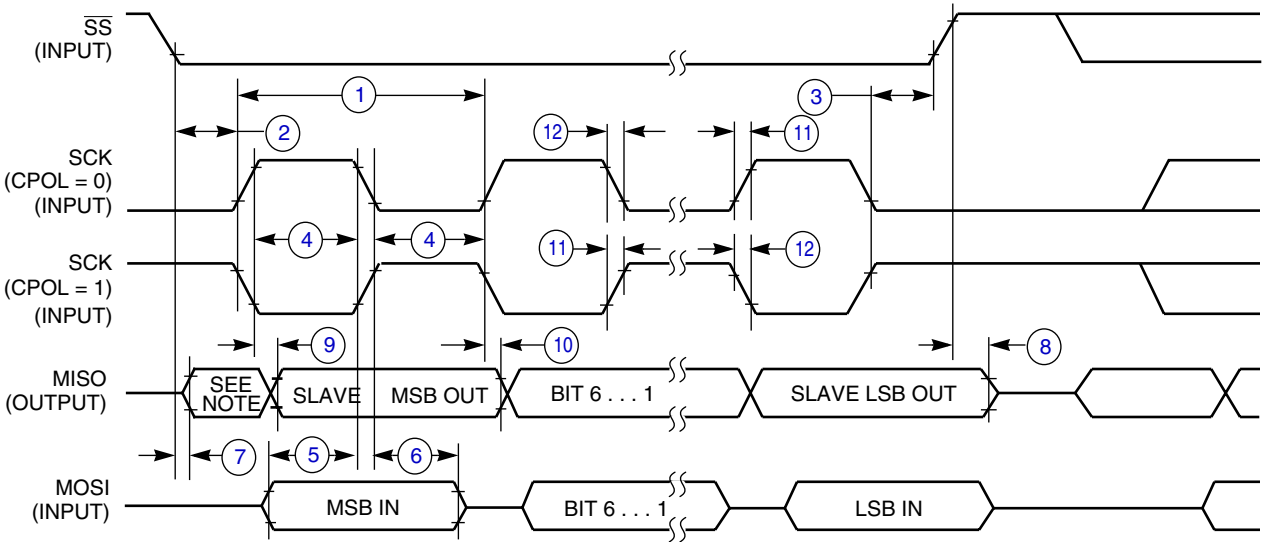 SS
(INPUT)
1
3
2
12
11
SCK
(CPOL = 0)
(INPUT)
4
4
11
12
SCK
(CPOL = 1)
(INPUT)
9
10
8
MISO
(OUTPUT)
SEE
NOTE
SLAVE
MSB OUT
BIT 6 . . . 1
SLAVE LSB OUT
7
5
6
MOSI
(INPUT)
MSB IN
BIT 6 . . . 1
LSB IN